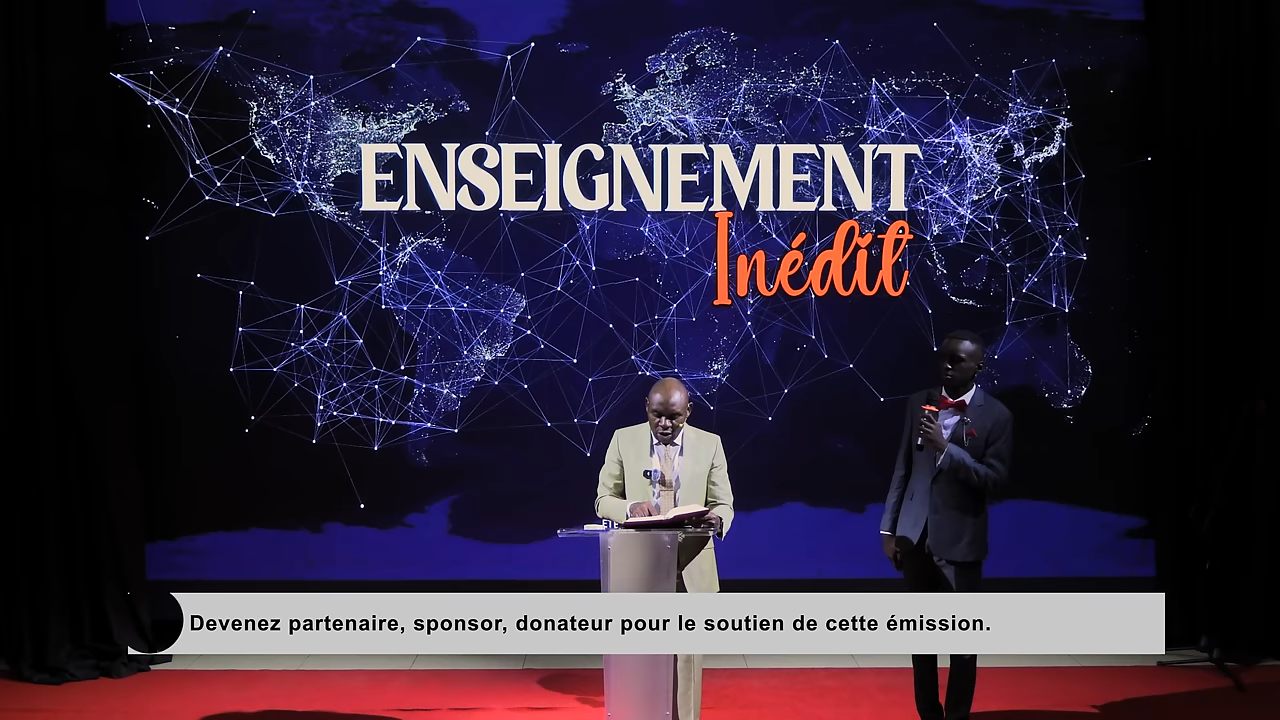 ENSEIGNEMENT
Inédit
Devenez partenaire, sponsor, donateur pour le soutien de cette émission.